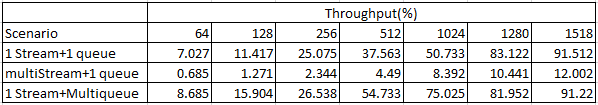 Throughput(%)
Scenario 64 128 256 512 1024 1280 1518
1 Stream+1 queue 7.027 11.417 25.075 37.563 50.733 83.122 91.512
multiStream+1 queue 0.685 1.271 2.344 4.49 8.392 10.441 12.002
1 Stream+Multiqueue 8.685 15.904 26.538 54.733 75.025 81.952 91.22